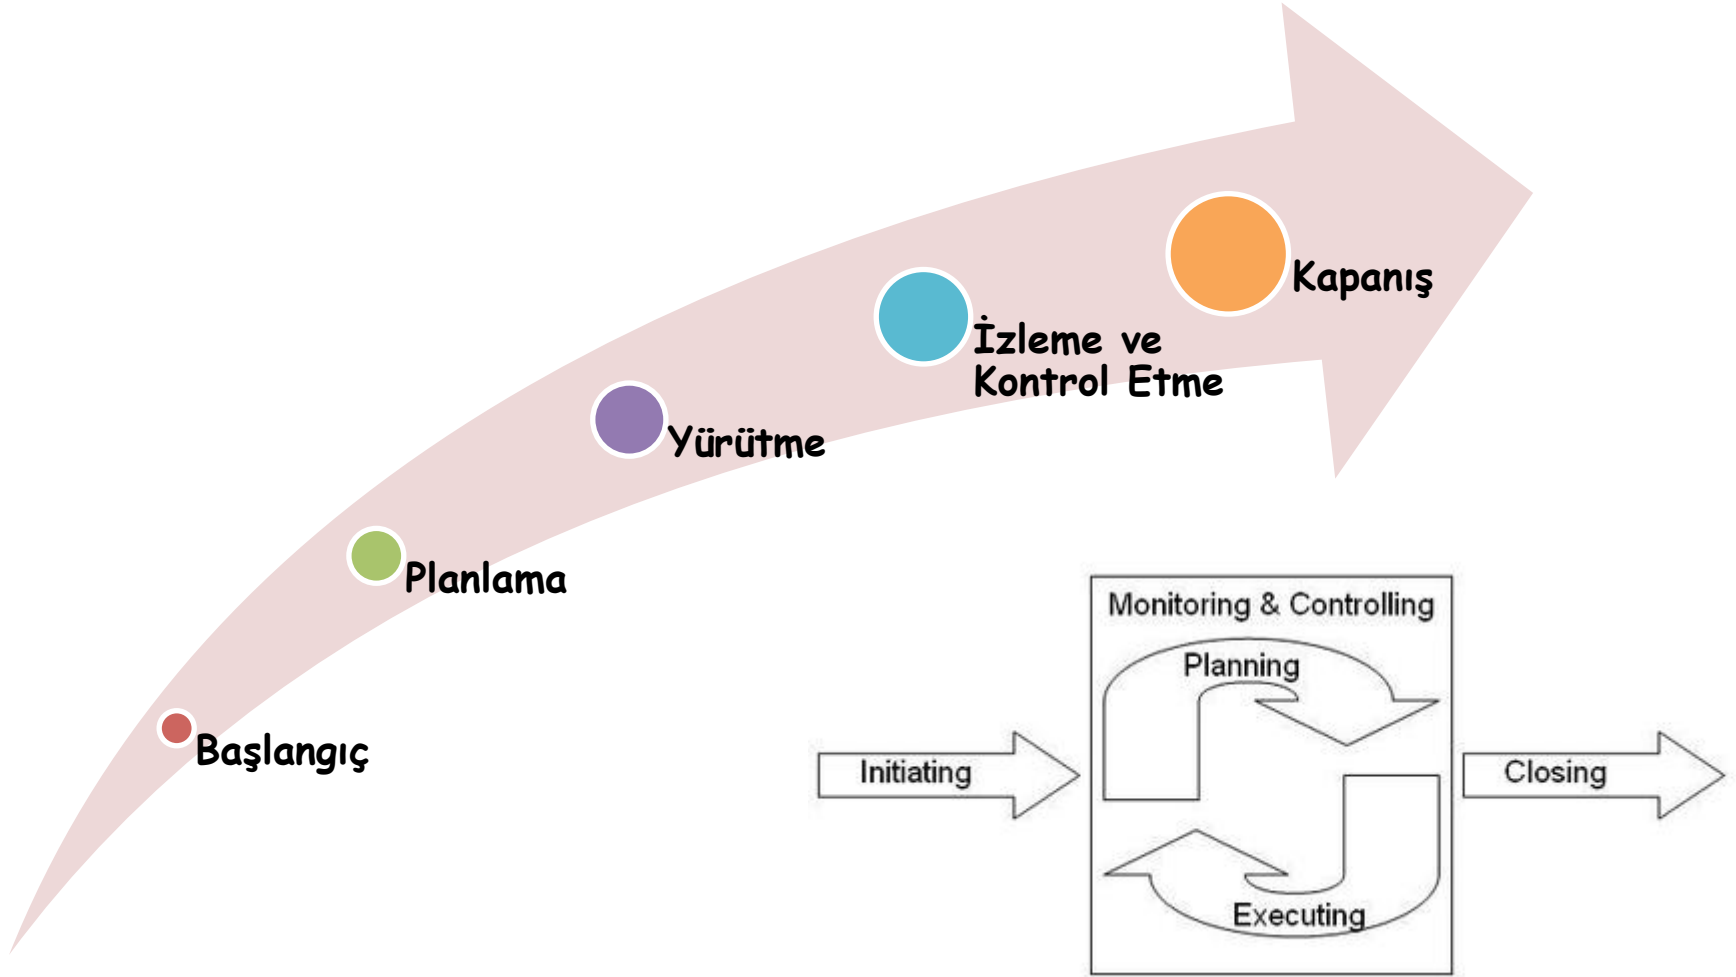 Başlangıç
Planlama
Yürütme
İzleme ve
Kontrol Etme
Kapanış
Initiating
Monitoring & Controlling
Planning
Executing
Closing